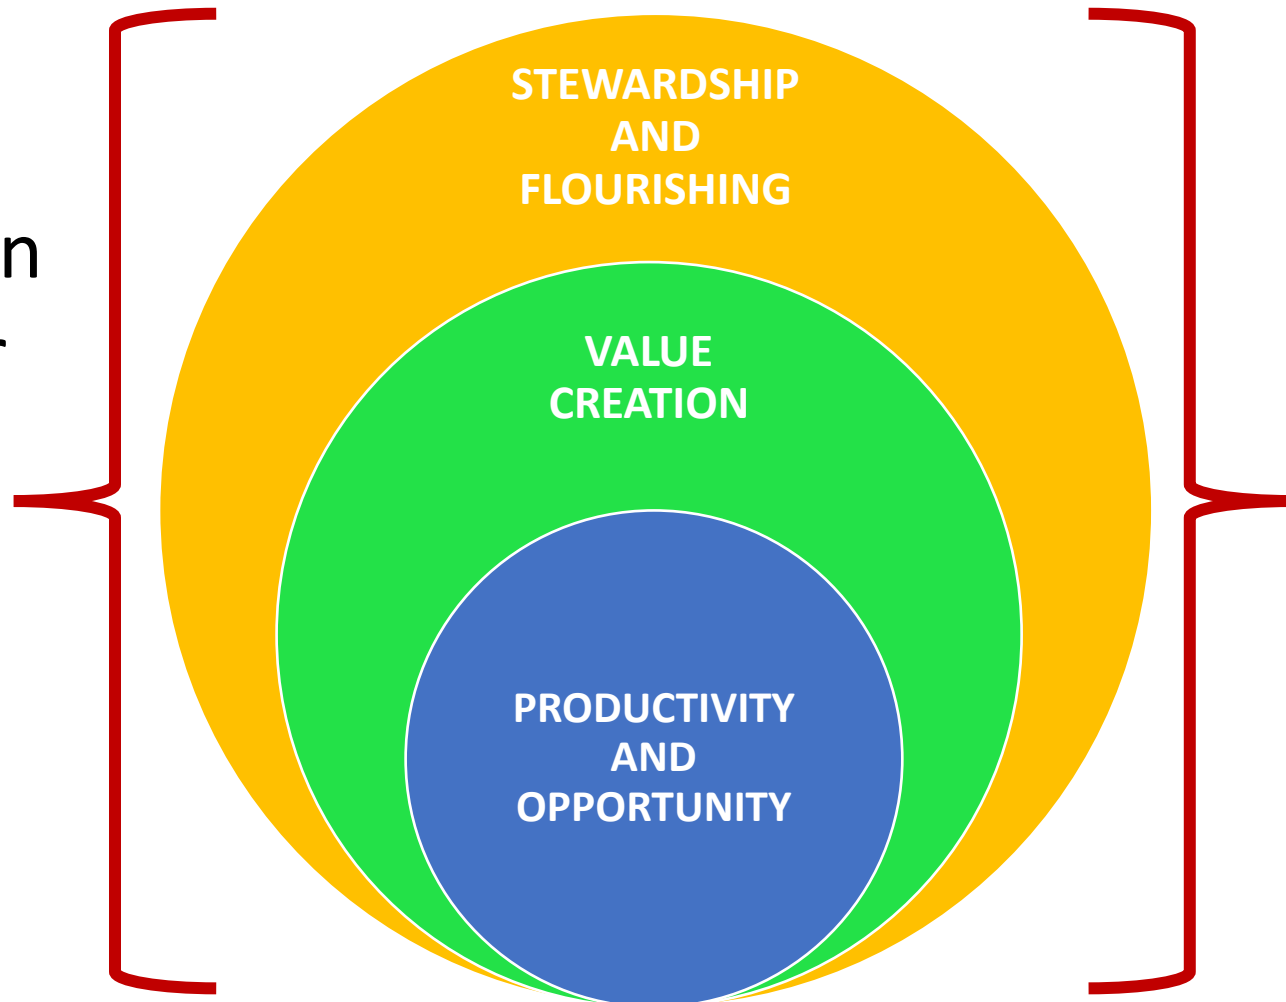 STEWARDSHIP
AND
FLOURISHING
n
VALUE
CREATION
PRODUCTIVITY
AND
OPPORTUNITY